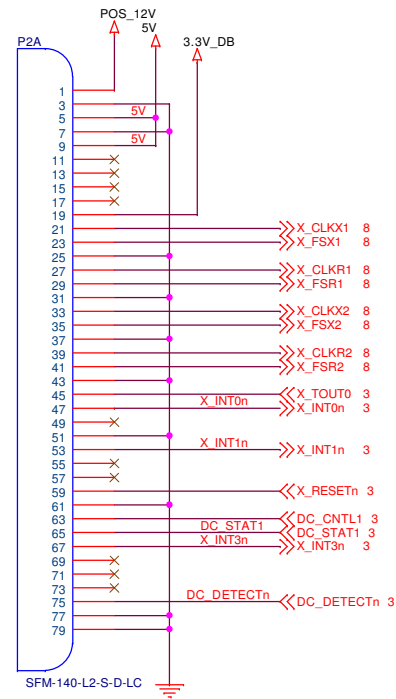 POS_12V
5V
P2A
3.3V_DB
1
3
5V
5
7
5V
9
11
13
15
17
19
21 X_CLKX1 8
23 X_FSX1 8
25
27 X_CLKR1 8
29 X_FSR1 8
31
33 X_CLKX2 8
35 X_FSX2 8
37
39 X_CLKR2 8
41 X_FSR2 8
43
45 X_TOUT0 3
47 X_INT0n X_INT0n 3
49
51
53 X_INT1n X_INT1n 3
55
57
59 X_RESETn 3
61
63 DC_CNTL1 3
65 DC_STAT1 DC_STAT1 3
67 X_INT3n X_INT3n 3
69
71
73
75 DC_DETECTn DC_DETECTn 3
77
79
SFM-140-L2-S-D-LC